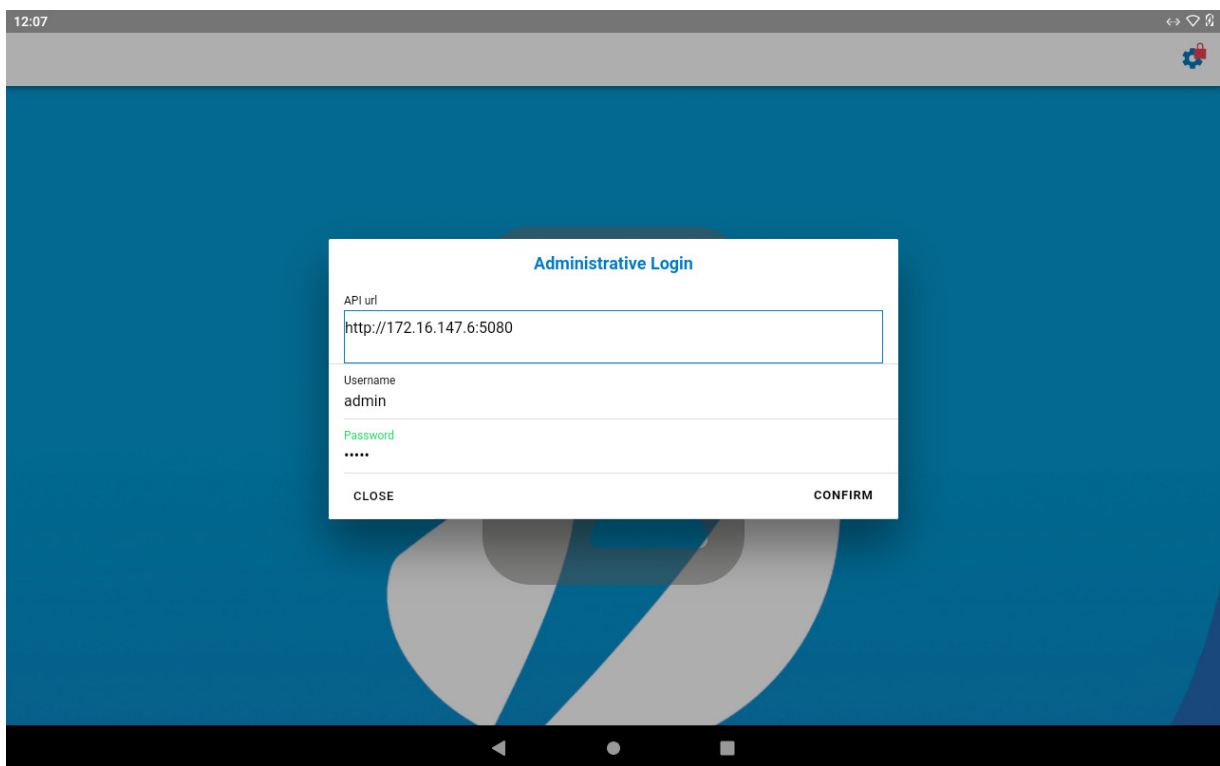 12:07
Administrative Login
API url
http://172.16.147.6:5080
Username
admin
Password
•••••
CLOSE
CONFIRM